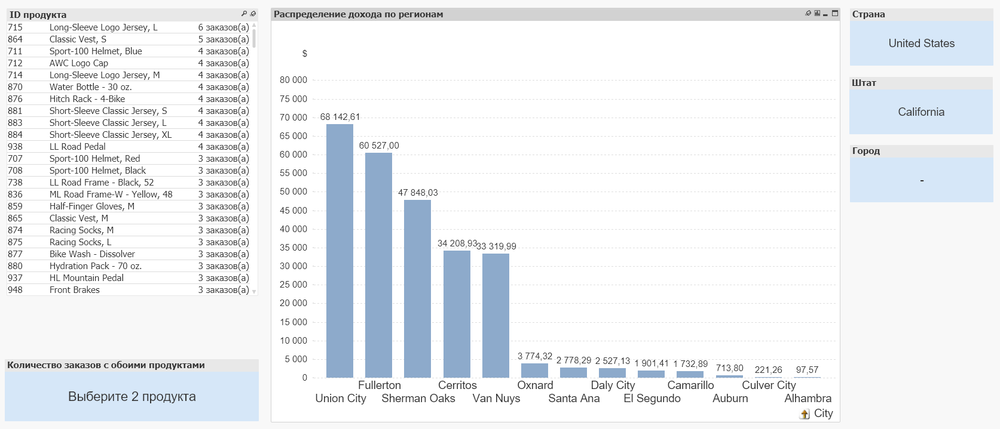 ID продукта
715 Long-Sleeve Logo Jersey, L 6 заказов(а)
864 Classic Vest, S 5 заказов(а)
711 Sport-100 Helmet, Blue 4 заказов(а)
712 AWC Logo Cap 4 заказов(а)
714 Long-Sleeve Logo Jersey, M 4 заказов(а)
870 Water Bottle - 30 oz. 4 заказов(а)
876 Hitch Rack - 4-Bike 4 заказов(а)
881 Short-Sleeve Classic Jersey, S 4 заказов(а)
883 Short-Sleeve Classic Jersey, L 4 заказов(а)
884 Short-Sleeve Classic Jersey, XL 4 заказов(а)
938 LL Road Pedal 4 заказов(а)
707 Sport-100 Helmet, Red 3 заказов(а)
708 Sport-100 Helmet, Black 3 заказов(а)
738 LL Road Frame - Black, 52 3 заказов(а)
836 ML Road Frame-W - Yellow, 48 3 заказов(а)
859 Half-Finger Gloves, M 3 заказов(а)
865 Classic Vest, M 3 заказов(а)
874 Racing Socks, M 3 заказов(а)
875 Racing Socks, L 3 заказов(а)
877 Bike Wash - Dissolver 3 заказов(а)
880 Hydration Pack - 70 oz. 3 заказов(а)
937 HL Mountain Pedal 3 заказов(а)
948 Front Brakes 3 заказов(а)
Количество заказов с обоими продуктами
Выберите 2 продукта
Распределение дохода по регионам
$
80 000
75 000
70 000
65 000
60 000
55 000
50 000
45 000
40 000
35 000
30 000
25 000
20 000
15 000
10 000
5 000
0
68 142,61
60 527,00
47 848,03
34 208,93
33 319,99
3 774,32
2 778,29
2 527,13
1 901,41
1 732,89
713,80
221,26
97,57
Fullerton Cerritos Oxnard Daly City Camarillo Culver City
Union City Sherman Oaks Van Nuys Santa Ana El Segundo Auburn Alhambra
City
Страна
United States
Штат
California
Город
-